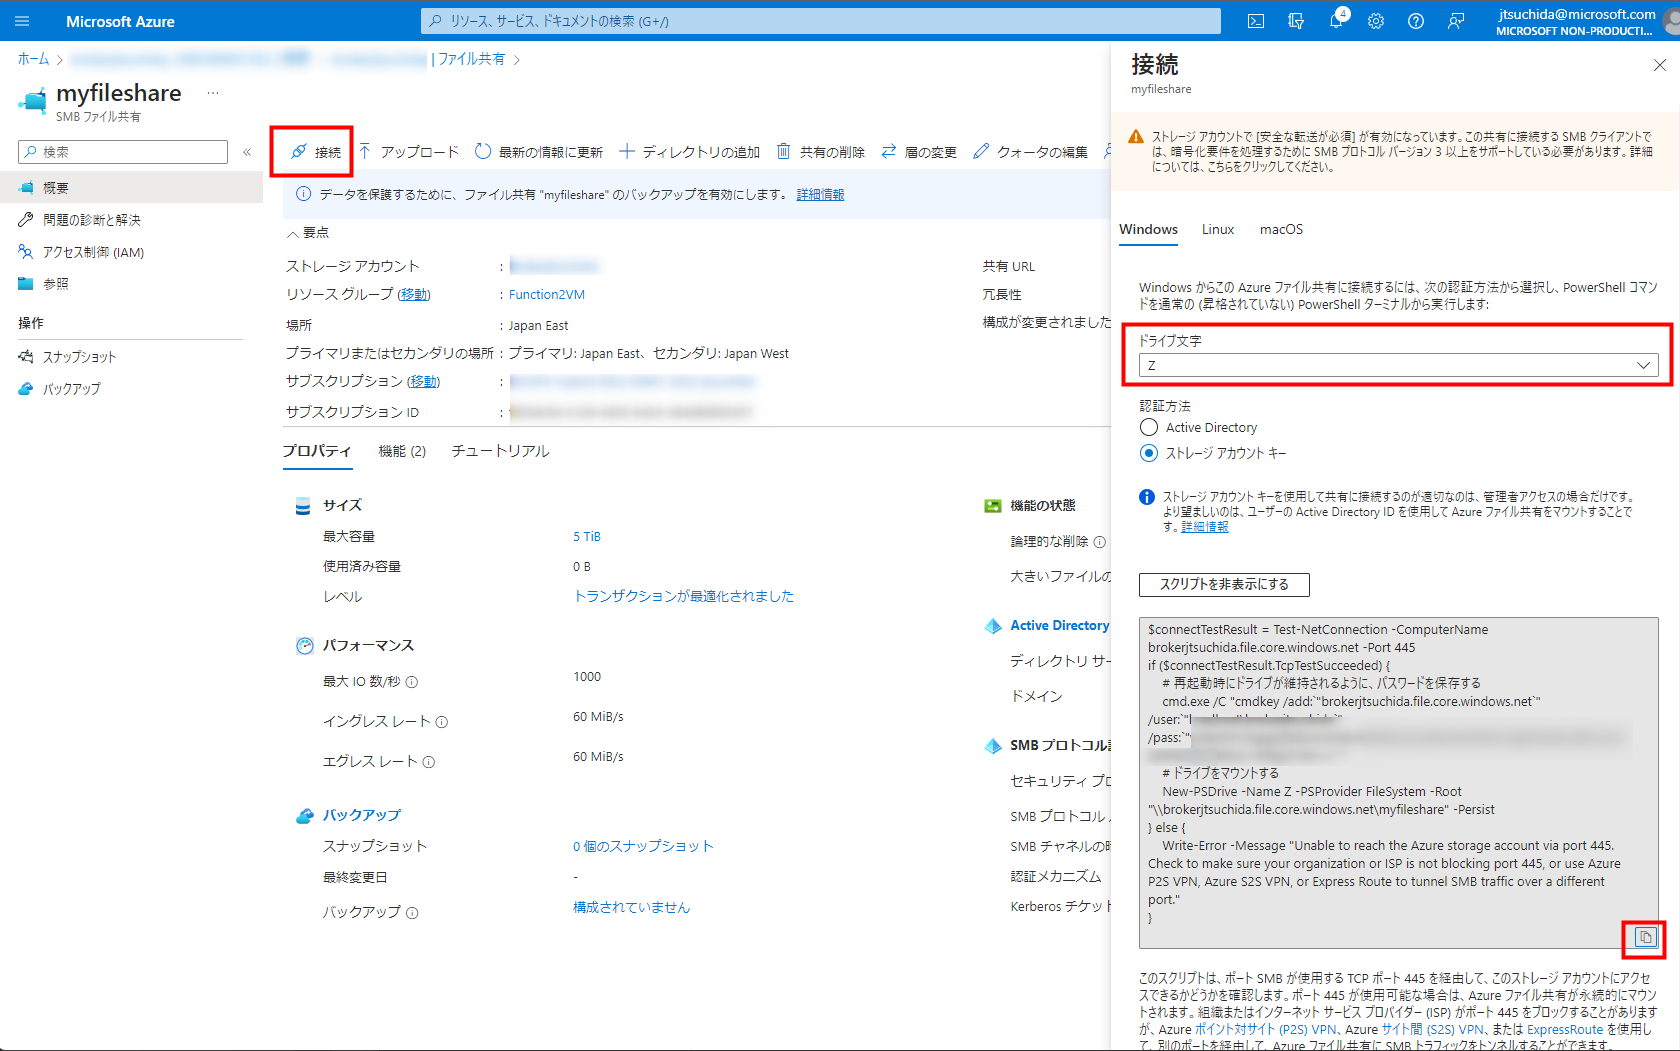 Microsoft Azure
リソース、サービス、ドキュメントの検索 (G+/)
4
jtsuchida@microsoft.com
MICROSOFT NON-PRODUCTI...
ホーム
| ファイル共有
myfileshare
SMB ファイル共有
検索
概要
問題の診断と解決
アクセス制御 (IAM)
参照
操作
スナップショット
バックアップ
接続
アップロード
最新の情報に更新
ディレクトリの追加
共有の削除
層の変更
クォータの編集
データを保護するために、ファイル共有 "myfileshare" のバックアップを有効にします。 詳細情報
要点
ストレージ アカウント :
リソース グループ (移動) : Function2VM
場所 : Japan East
プライマリまたはセカンダリの場所 : プライマリ: Japan East、セカンダリ: Japan West
サブスクリプション (移動) :
サブスクリプション ID :
共有 URL
冗長性
構成が変更されました
プロパティ
機能 (2)
チュートリアル
サイズ
最大容量 5 TiB
使用済み容量 0 B
レベル トランザクションが最適化されました
パフォーマンス
最大 IO 数/秒 1000
イングレス レート 60 MiB/s
エグレス レート 60 MiB/s
バックアップ
スナップショット 0 個のスナップショット
最終変更日 -
バックアップ 構成されていません
機能の状態
論理的な削除
大きいファイルの
Active Directory
ディレクトリ サー
ドメイン
SMB プロトコル
セキュリティ プロ
SMB プロトコル
SMB チャネルの
認証メカニズム
Kerberos チケット
接続
myfileshare
ストレージ アカウントで [安全な転送が必須] が有効になっています。この共有に接続する SMB クライアントで
は、暗号化要件を処理するために SMB プロトコル バージョン 3 以上をサポートしている必要があります。詳細
については、こちらをクリックしてください。
Windows
Linux
macOS
Windows からこの Azure ファイル共有に接続するには、次の認証方法から選択し、PowerShell コマン
ドを通常の (昇格されていない) PowerShell ターミナルから実行します:
ドライブ文字
Z
認証方法
Active Directory
ストレージ アカウント キー
ストレージ アカウント キーを使用して共有に接続するのが適切なのは、管理者アクセスの場合だけです。
より望ましいのは、ユーザーの Active Directory ID を使用して Azure ファイル共有をマウントすることで
す。詳細情報
スクリプトを非表示にする
$connectTestResult = Test-NetConnection -ComputerName
brokerjtsuchida.file.core.windows.net -Port 445
if ($connectTestResult.TcpTestSucceeded) {
# 再起動時にドライブが維持されるように、パスワードを保存する
cmd.exe /C "cmdkey /add:`"brokerjtsuchida.file.core.windows.net`"
/user:`"
/pass:`"
# ドライブをマウントする
New-PSDrive -Name Z -PSProvider FileSystem -Root
"\\brokerjtsuchida.file.core.windows.net\myfileshare" -Persist
} else {
Write-Error -Message "Unable to reach the Azure storage account via port 445.
Check to make sure your organization or ISP is not blocking port 445, or use Azure
P2S VPN, Azure S2S VPN, or Express Route to tunnel SMB traffic over a different
port."
}
このスクリプトは、ポート SMB が使用する TCP ポート 445 を経由して、このストレージ アカウントにアクセ
スできるかどうかを確認します。ポート 445 が使用可能な場合は、Azure ファイル共有が永続的にマウン
トされます。組織またはインターネット サービス プロバイダー (ISP) がポート 445 をブロックすることがあります
が、Azure ポイント対サイト (P2S) VPN、Azure サイト間 (S2S) VPN、または ExpressRoute を使用し
て、別のポートを経由して、Azure ファイル共有に SMB トラフィックをトンネルすることができます。